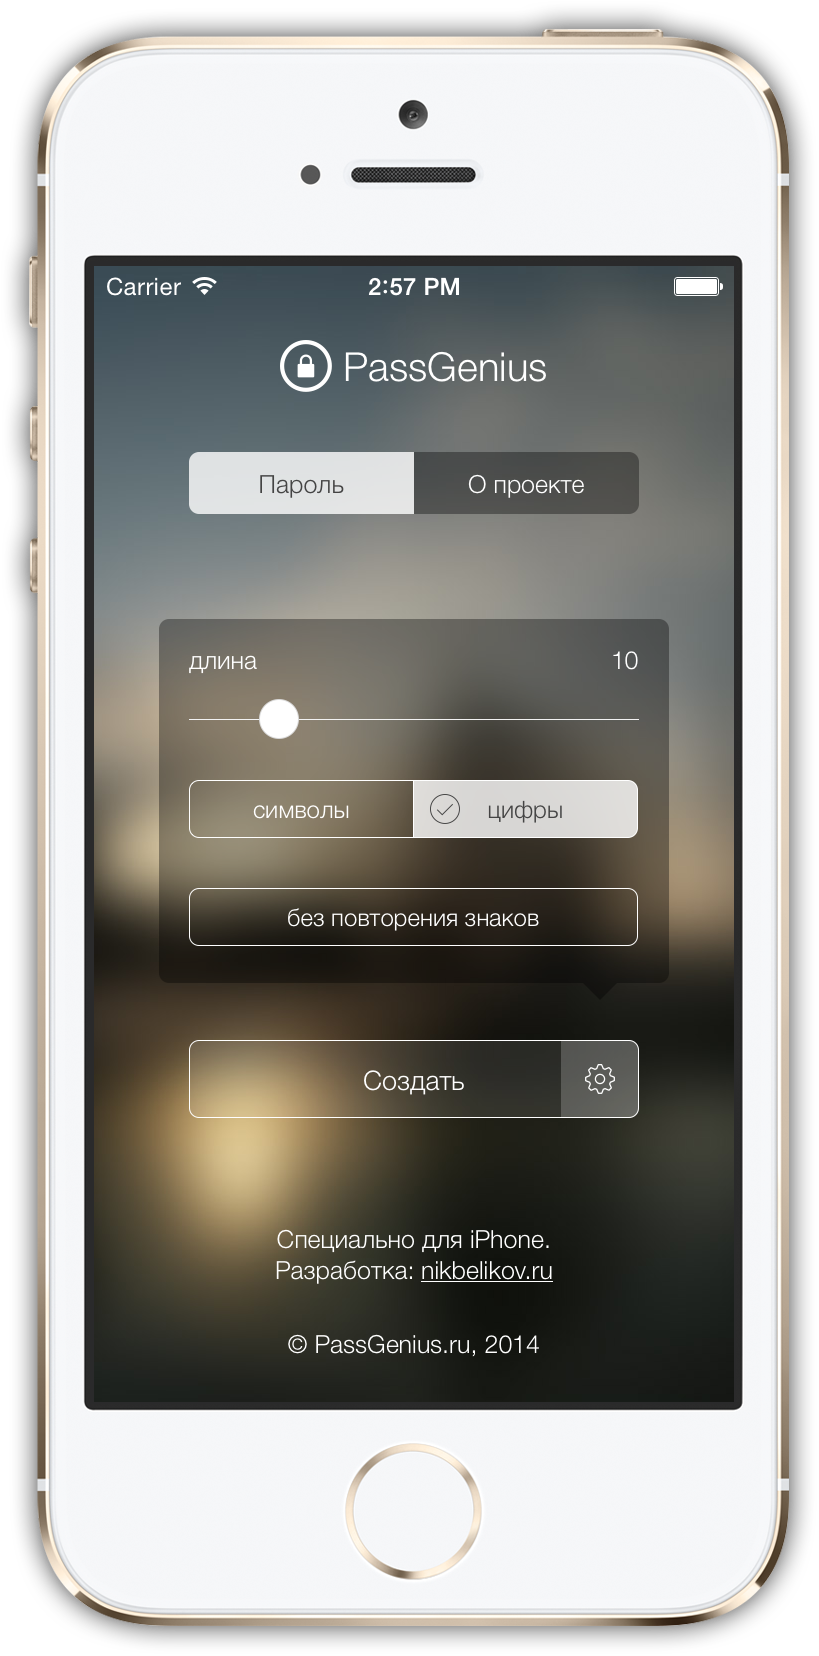 Carrier 2:57 PM
PassGenius
Пароль О проекте
длина 10
символы цифры
без повторения знаков
Создать
Специально для iPhone.
Разработка: nikbelikov.ru
© PassGenius.ru, 2014